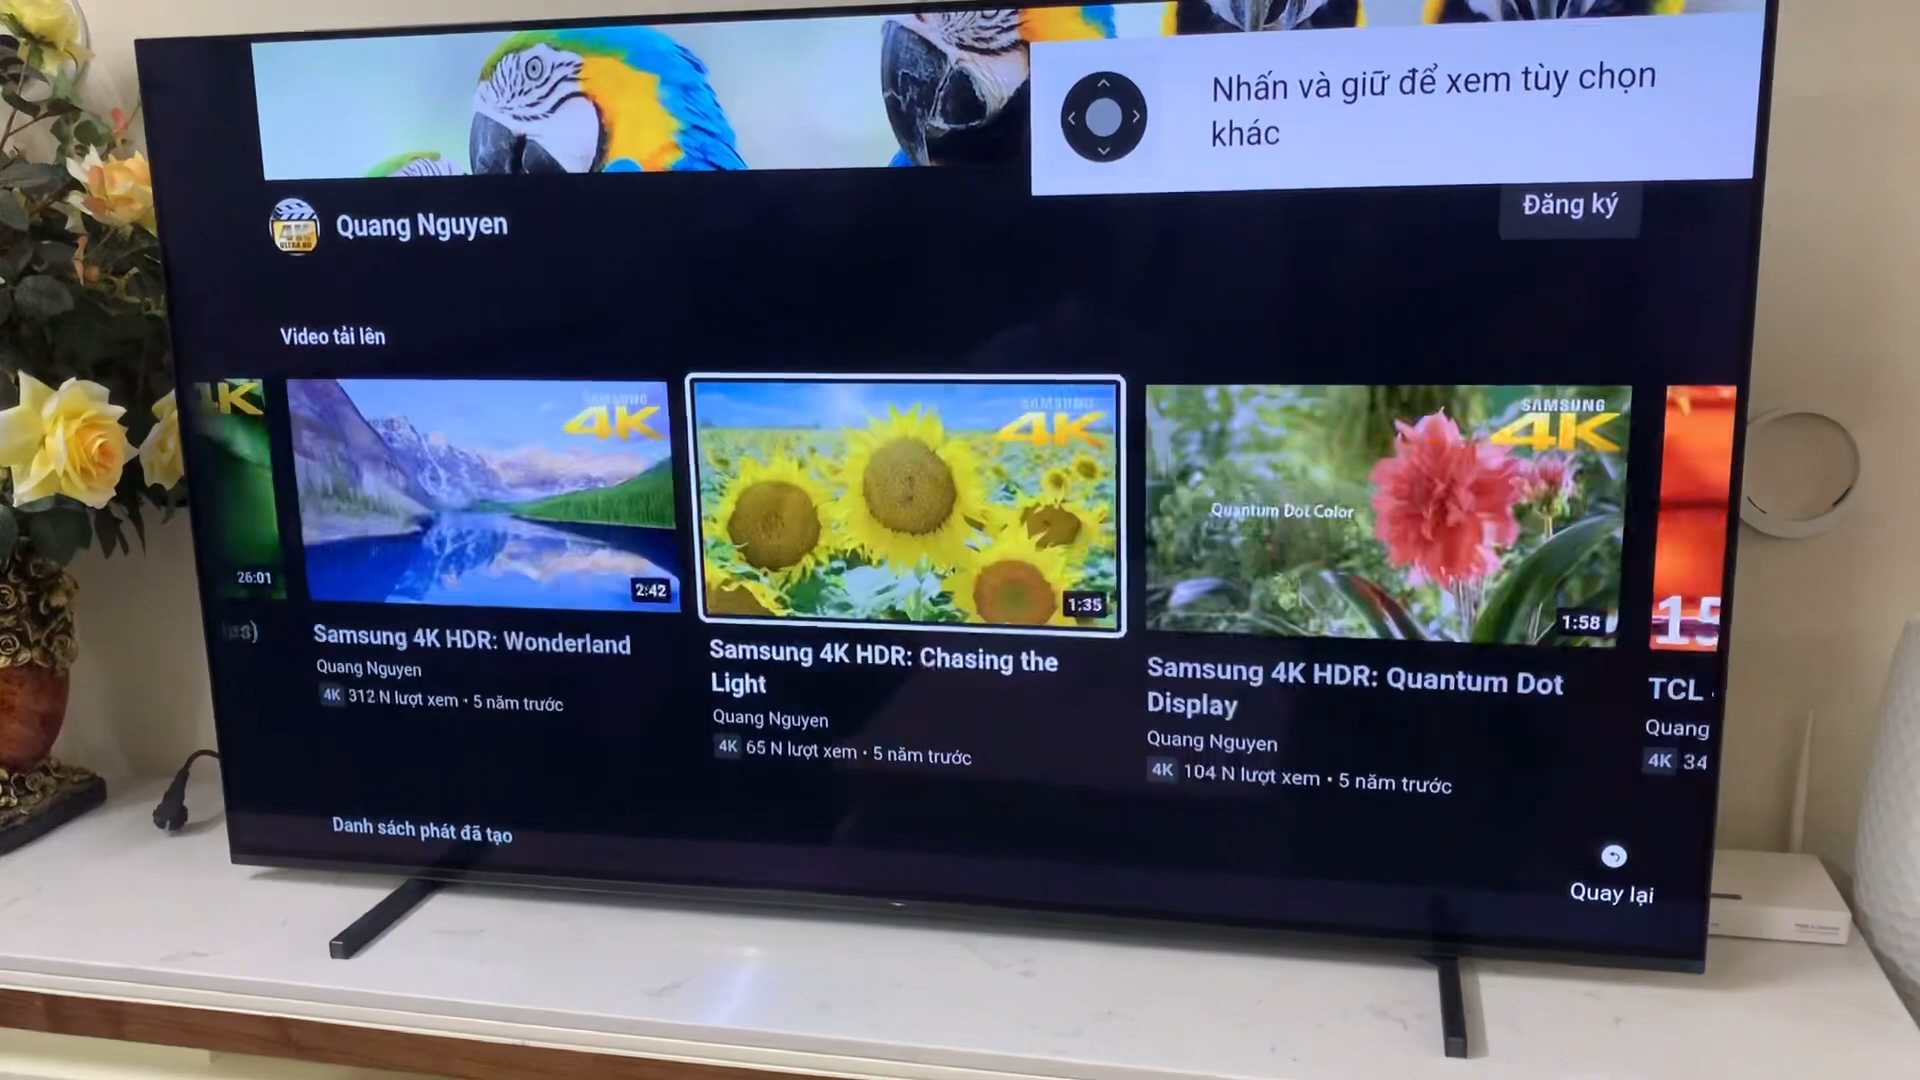 Nhấn và giữ để xem tùy chọn
khác
Đăng ký
4K
ULTRA HD
Quang Nguyen
Video tải lên
4K
26:01
SAMSUNG
4K
2:42
Samsung 4K HDR: Wonderland
Quang Nguyen
4K 312 N lượt xem • 5 năm trước
SAMSUNG
4K
1:35
Samsung 4K HDR: Chasing the
Light
Quang Nguyen
4K 65 N lượt xem • 5 năm trước
SAMSUNG
4K
Quantum Dot Color
1:58
Samsung 4K HDR: Quantum Dot
Display
Quang Nguyen
4K 104 N lượt xem • 5 năm trước
15
TCL
Quang
4K 34
Danh sách phát đã tạo
Quay lại